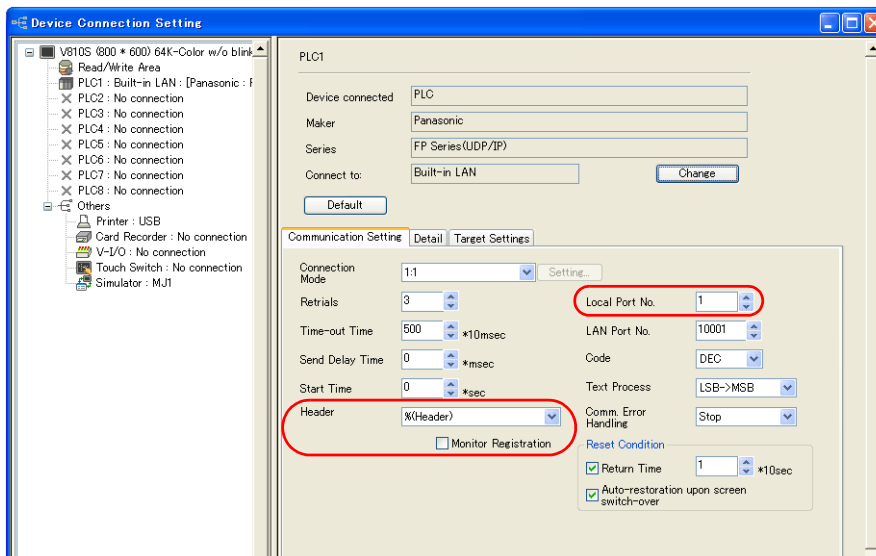 Device Connection Setting
V810S (800 * 600) 64K-Color w/o blink
Read/Write Area
PLC1 : Built-in LAN : [Panasonic : F
PLC2 : No connection
PLC3 : No connection
PLC4 : No connection
PLC5 : No connection
PLC6 : No connection
PLC7 : No connection
PLC8 : No connection
Others
Printer : USB
Card Recorder : No connection
V-I/O : No connection
Touch Switch : No connection
Simulator : MJ1
PLC1
Device connected PLC
Maker Panasonic
Series FP Series(UDP/IP)
Connect to: Built-in LAN Change
Default
Communication Setting Detail Target Settings
Connection Mode 1:1 Setting...
Retrials 3 Local Port No. 1
Time-out Time 500 *10msec LAN Port No. 10001
Send Delay Time 0 *msec Code DEC
Start Time 0 *sec Text Process LSB->MSB
Header %(Header) Comm. Error Handling Stop
Monitor Registration Reset Condition
Return Time 1 *10sec
Auto-restoration upon screen
switch-over